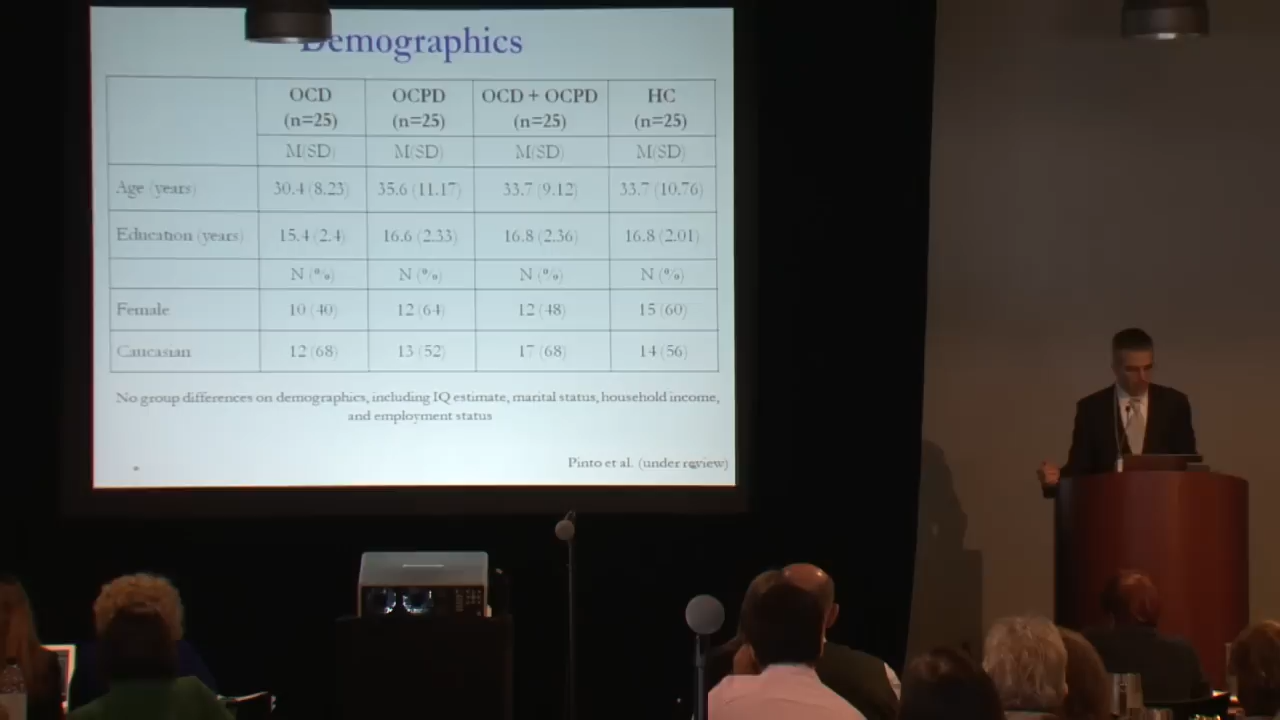 Demographics
OCD OCPD OCD + OCPD HC
(n=25) (n=25) (n=25) (n=25)
M(SD) M(SD) M(SD) M(SD)
Age (years) 30.4 (8.23) 35.6 (11.17) 33.7 (9.12) 33.7 (10.76)
Education (years) 15.4 (2.4) 16.6 (2.33) 16.8 (2.36) 16.8 (2.01)
N (%) N (%) N (%) N (%)
Female 10 (40) 12 (64) 12 (48) 15 (60)
Caucasian 12 (68) 13 (52) 17 (68) 14 (56)
No group differences on demographics, including IQ estimate, marital status, household income,
and employment status
Pinto et al. (under review)